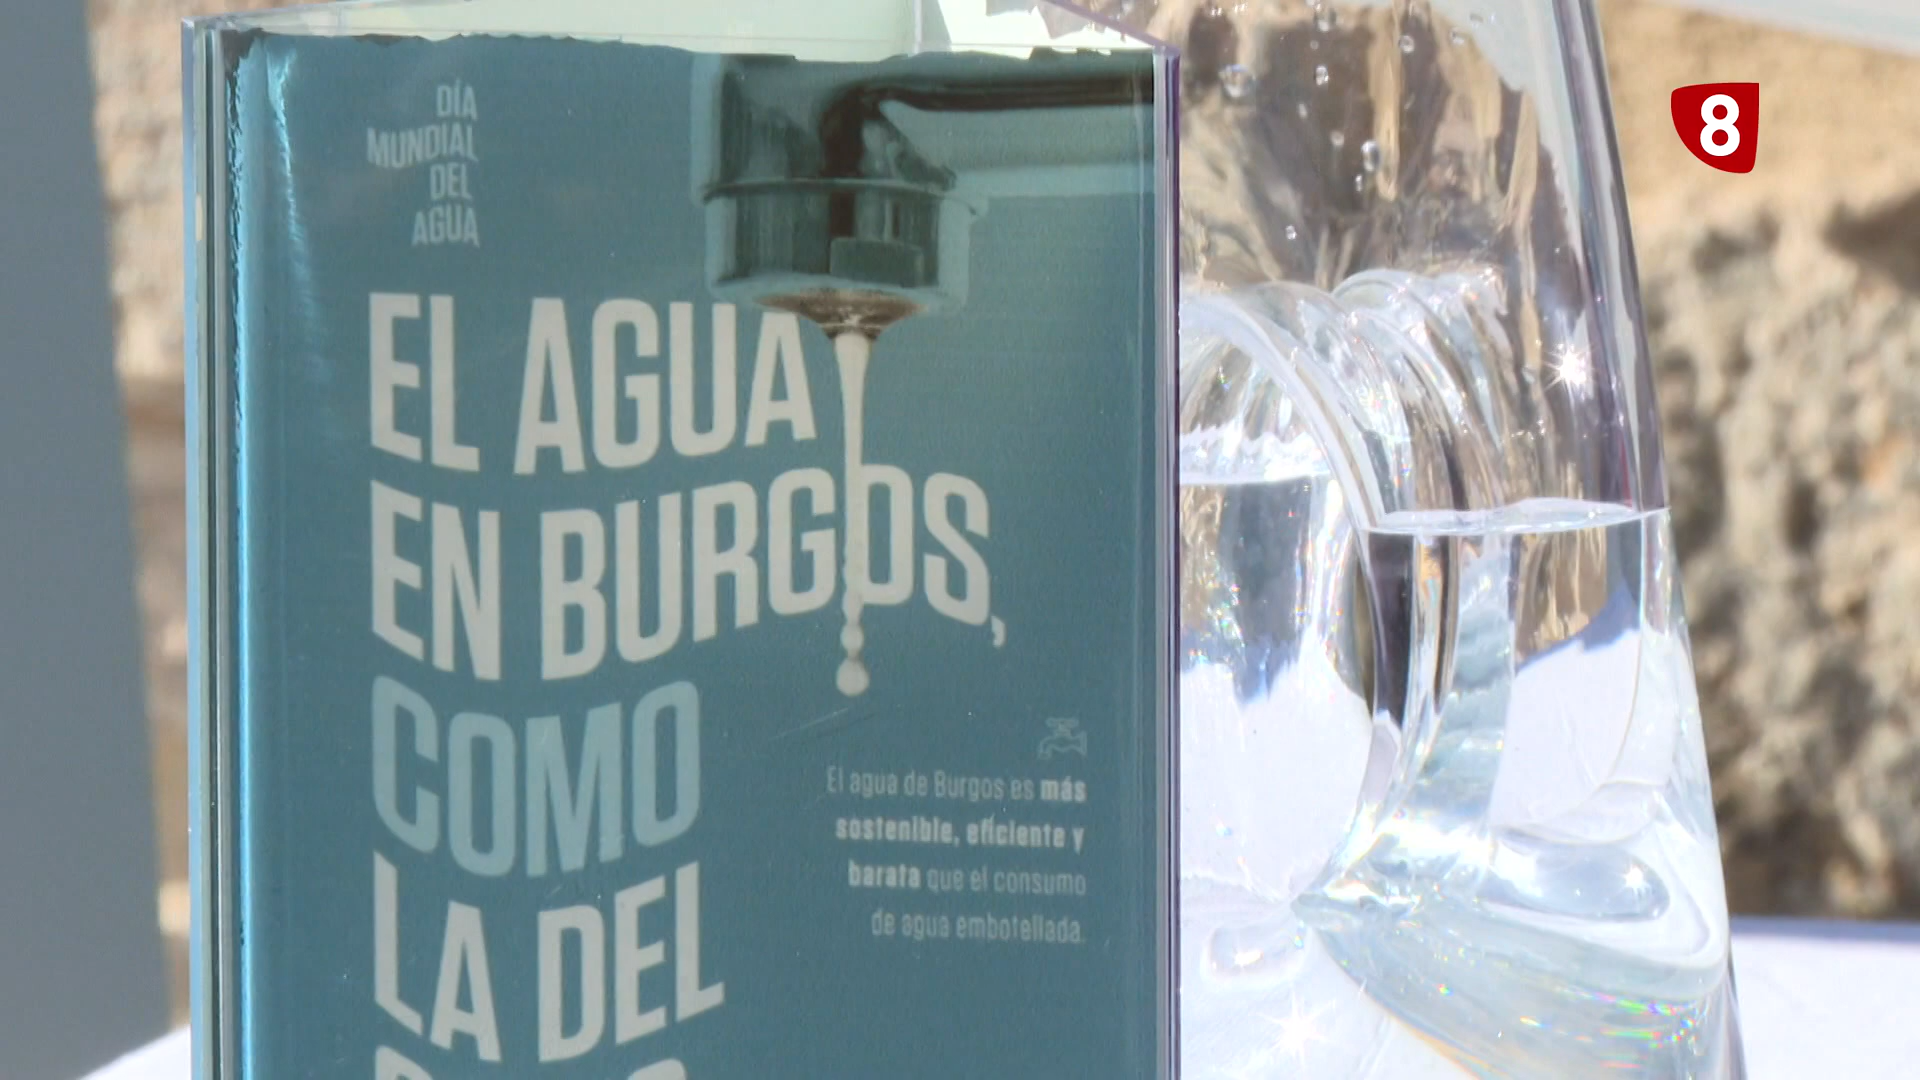 DÍA
MUNDIAL
DEL
AGUA
EL AGUA
EN BURGOS,
COMO
LA DEL
El agua de Burgos es más
sostenible, eficiente y
barata que el consumo
de agua embotellada.
8